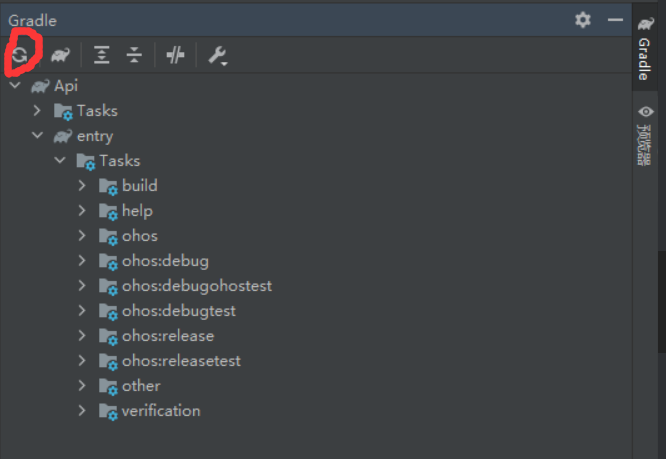 Gradle
Api
Tasks
entry
Tasks
build
help
ohos
ohos:debug
ohos:debugohostest
ohos:debugtest
ohos:release
ohos:releasetest
other
verification
Gradle
预览器